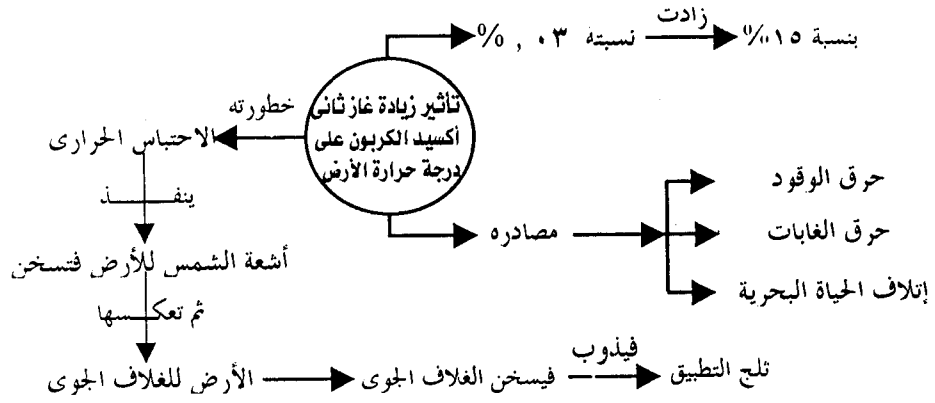 نسبته ٠٣ , %
زادت
بنسبة ١٥%
تأثير زيادة غاز ثانى
أكسيد الكربون على
درجة حرارة الأرض
خطورته
الاحتباس الحرارى
ينفذ
أشعة الشمس للأرض فتسخن
ثم تعكسها
الأرض للغلاف الجوى
فيسخن الغلاف الجوى
فيذوب
ثلج التطبيق
مصادره
حرق الوقود
حرق الغابات
إتلاف الحياة البحرية